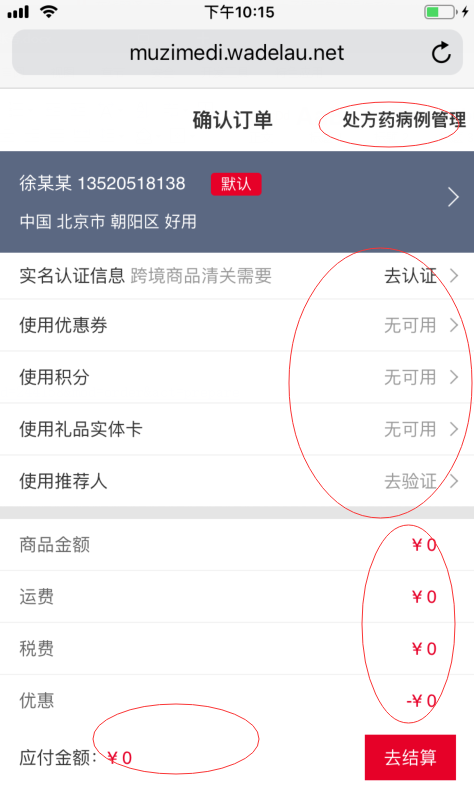 下午10:15
muzimedi.wadelau.net
确认订单 处方药病例管理
徐某某 13520518138 默认
中国 北京市 朝阳区 好用
实名认证信息 跨境商品清关需要 去认证
使用优惠券 无可用
使用积分 无可用
使用礼品实体卡 无可用
使用推荐人 去验证
商品金额 ¥0
运费 ¥0
税费 ¥0
优惠 -¥0
应付金额：¥0 去结算